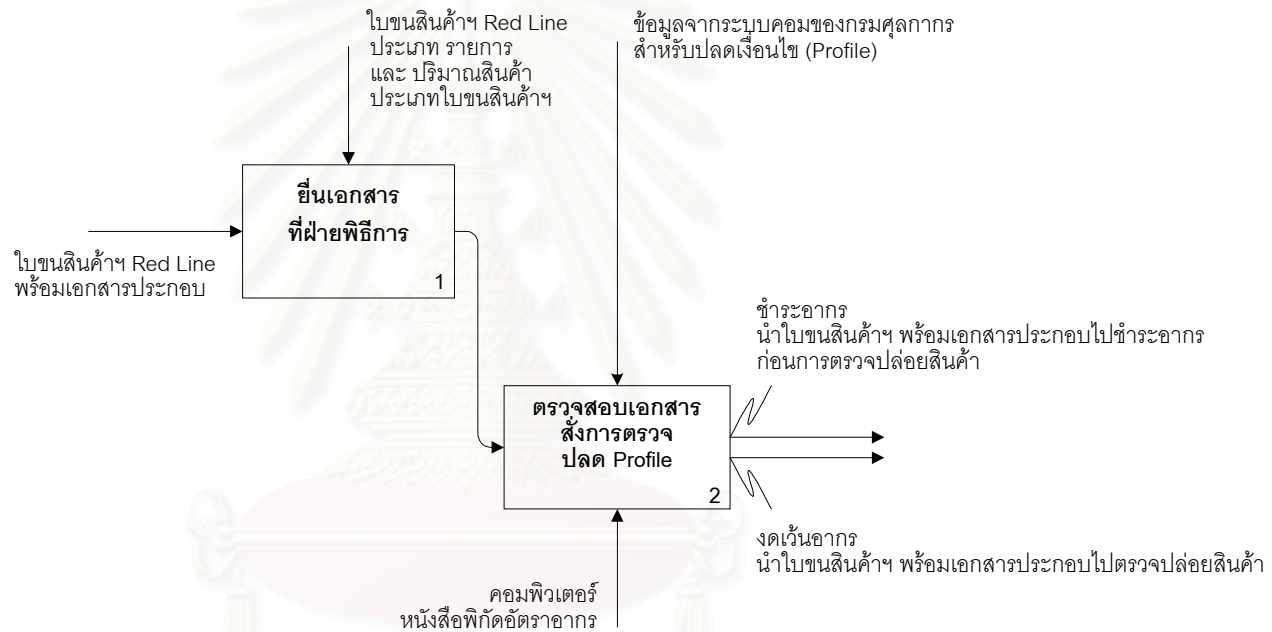 ใบขนสินค้าฯ Red Line
ประเภท รายการ
และ ปริมาณสินค้า
ประเภทใบขนสินค้าฯ
ข้อมูลจากระบบคอมของกรมศุลกากร
สำหรับปลดเงื่อนไข (Profile)
ยื่นเอกสาร
ที่ฝ่ายพิธีการ
1
ใบขนสินค้าฯ Red Line
พร้อมเอกสารประกอบ
ตรวจสอบเอกสาร
สั่งการตรวจ
ปลด Profile
2
ชำระอากร
นำใบขนสินค้าฯ พร้อมเอกสารประกอบไปชำระอากร
ก่อนการตรวจปล่อยสินค้า
งดเว้นอากร
นำใบขนสินค้าฯ พร้อมเอกสารประกอบไปตรวจปล่อยสินค้า
คอมพิวเตอร์
หนังสือพิกัดอัตราอากร